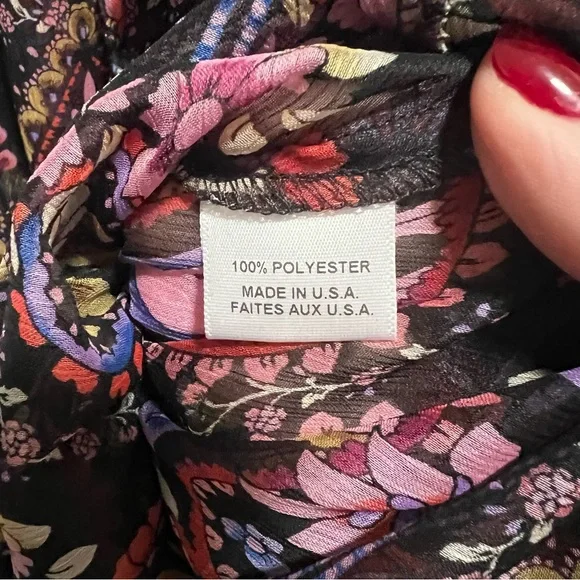 100% POLYESTER
MADE IN U.S.A.
FAITES AUX U.S.A.